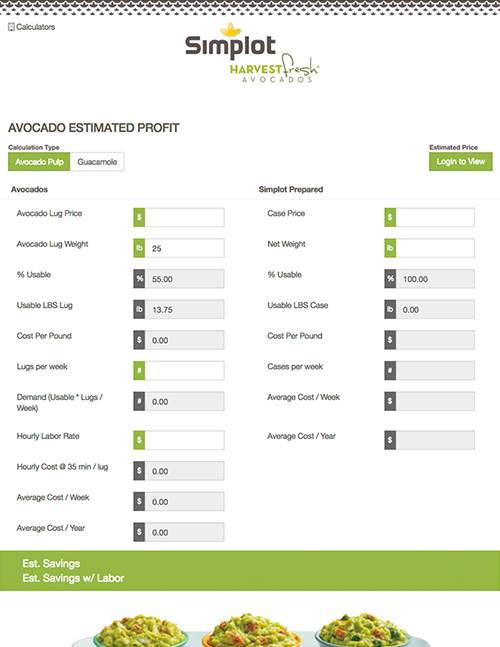 Calculators
Simplot
HARVEST fresh™
AVOCADOS
AVOCADO ESTIMATED PROFIT
Calculation Type
Estimated Price
Avocado Pulp
Guacamole
Login to View
Avocados
Simplot Prepared
Avocado Lug Price $
Case Price $
Avocado Lug Weight lb 25
Net Weight lb
% Usable % 55.00
% Usable % 100.00
Usable LBS Lug lb 13.75
Usable LBS Case lb 0.00
Cost Per Pound $ 0.00
Cost Per Pound $
Lugs per week #
Cases per week #
Demand (Usable * Lugs /
Week) # 0.00
Average Cost / Week $
Hourly Labor Rate $
Average Cost / Year $
Hourly Cost @ 35 min / lug $ 0.00
Average Cost / Week $ 0.00
Average Cost / Year $ 0.00
Est. Savings
Est. Savings w/ Labor